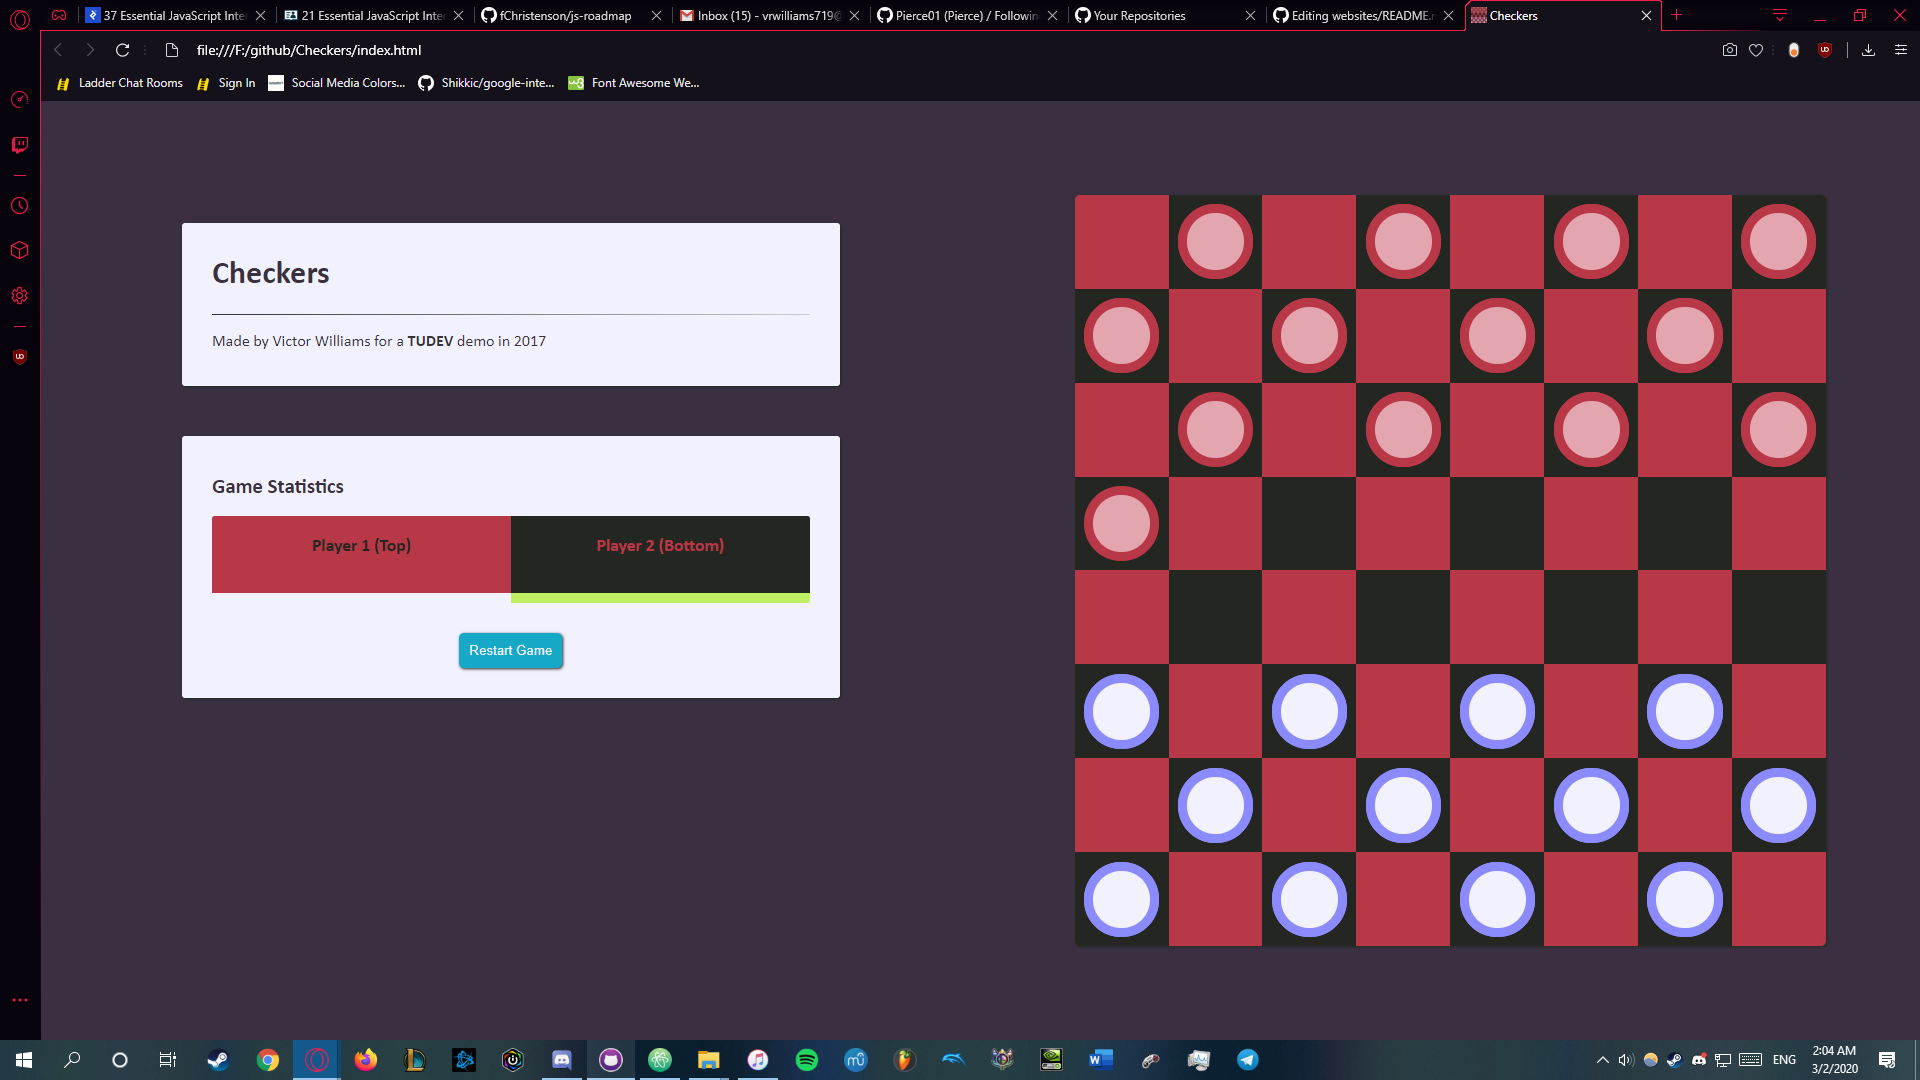 37 Essential JavaScript Inte
21 Essential JavaScript Inte
fChristenson/js-roadmap
Inbox (15) - vrwilliams719@
Pierce01 (Pierce) / Followin
Your Repositories
Editing websites/README.m
Checkers
file:///F:/github/Checkers/index.html
Ladder Chat Rooms
Sign In
Social Media Colors...
Shikkic/google-inte...
Font Awesome We...
Checkers
Made by Victor Williams for a TUDEV demo in 2017
Game Statistics
Player 1 (Top)
Player 2 (Bottom)
Restart Game
ENG
2:04 AM
3/2/2020